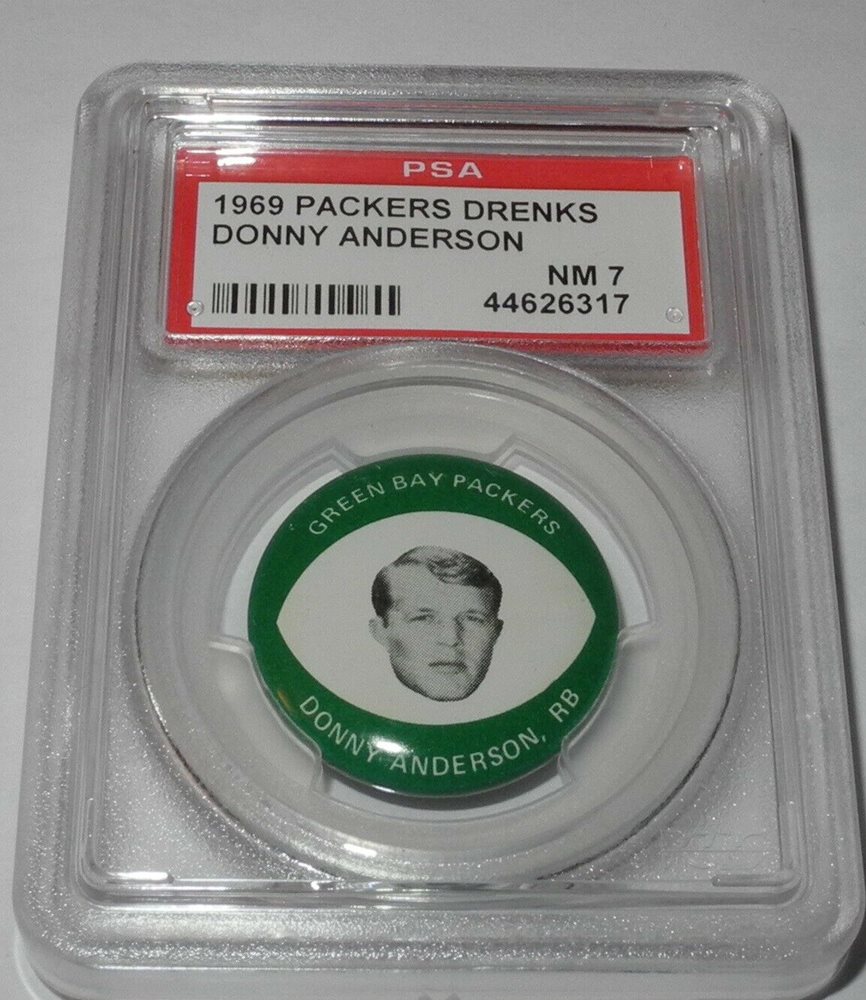 PSA
1969 PACKERS DRENKS
DONNY ANDERSON
NM 7
44626317
GREEN BAY PACKERS
DONNY ANDERSON, RB